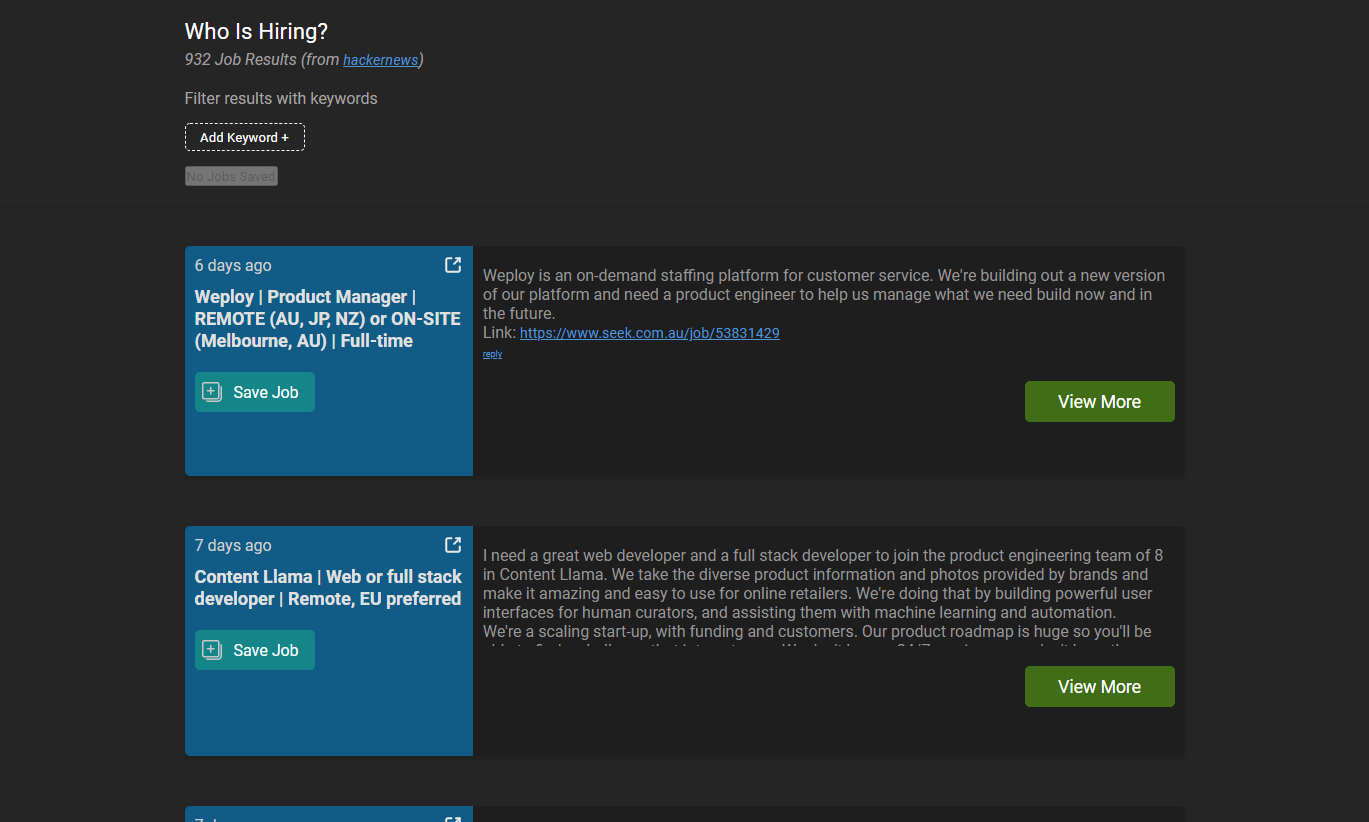 Who Is Hiring?
932 Job Results (from hackernews)
Filter results with keywords
Add Keyword +
No Jobs Saved
6 days ago
Weploy | Product Manager |
REMOTE (AU, JP, NZ) or ON-SITE
(Melbourne, AU) | Full-time
Save Job
Weploy is an on-demand staffing platform for customer service. We're building out a new version
of our platform and need a product engineer to help us manage what we need build now and in
the future.
Link: https://www.seek.com.au/job/53831429
reply
View More
7 days ago
Content Llama | Web or full stack
developer | Remote, EU preferred
Save Job
I need a great web developer and a full stack developer to join the product engineering team of 8
in Content Llama. We take the diverse product information and photos provided by brands and
make it amazing and easy to use for online retailers. We're doing that by building powerful user
interfaces for human curators, and assisting them with machine learning and automation.
We're a scaling start-up, with funding and customers. Our product roadmap is huge so you'll be
View More